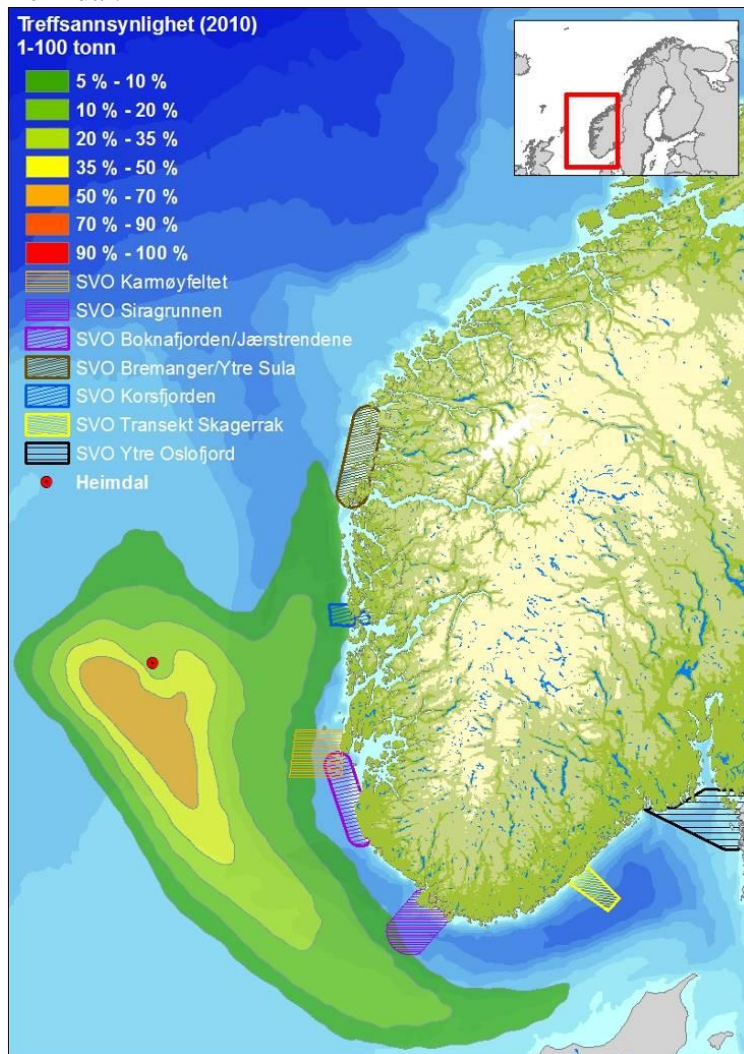 Treffsannsynlighet (2010)
1-100 tonn
5 % - 10 %
10 % - 20 %
20 % - 35 %
35 % - 50 %
50 % - 70 %
70 % - 90 %
90 % - 100 %
SVO Karmøyfeltet
SVO Siragrunnen
SVO Boknafjorden/Jærstrendene
SVO Bremanger/Ytre Sula
SVO Korsfjorden
SVO Transekt Skagerrak
SVO Ytre Oslofjord
Heimdal